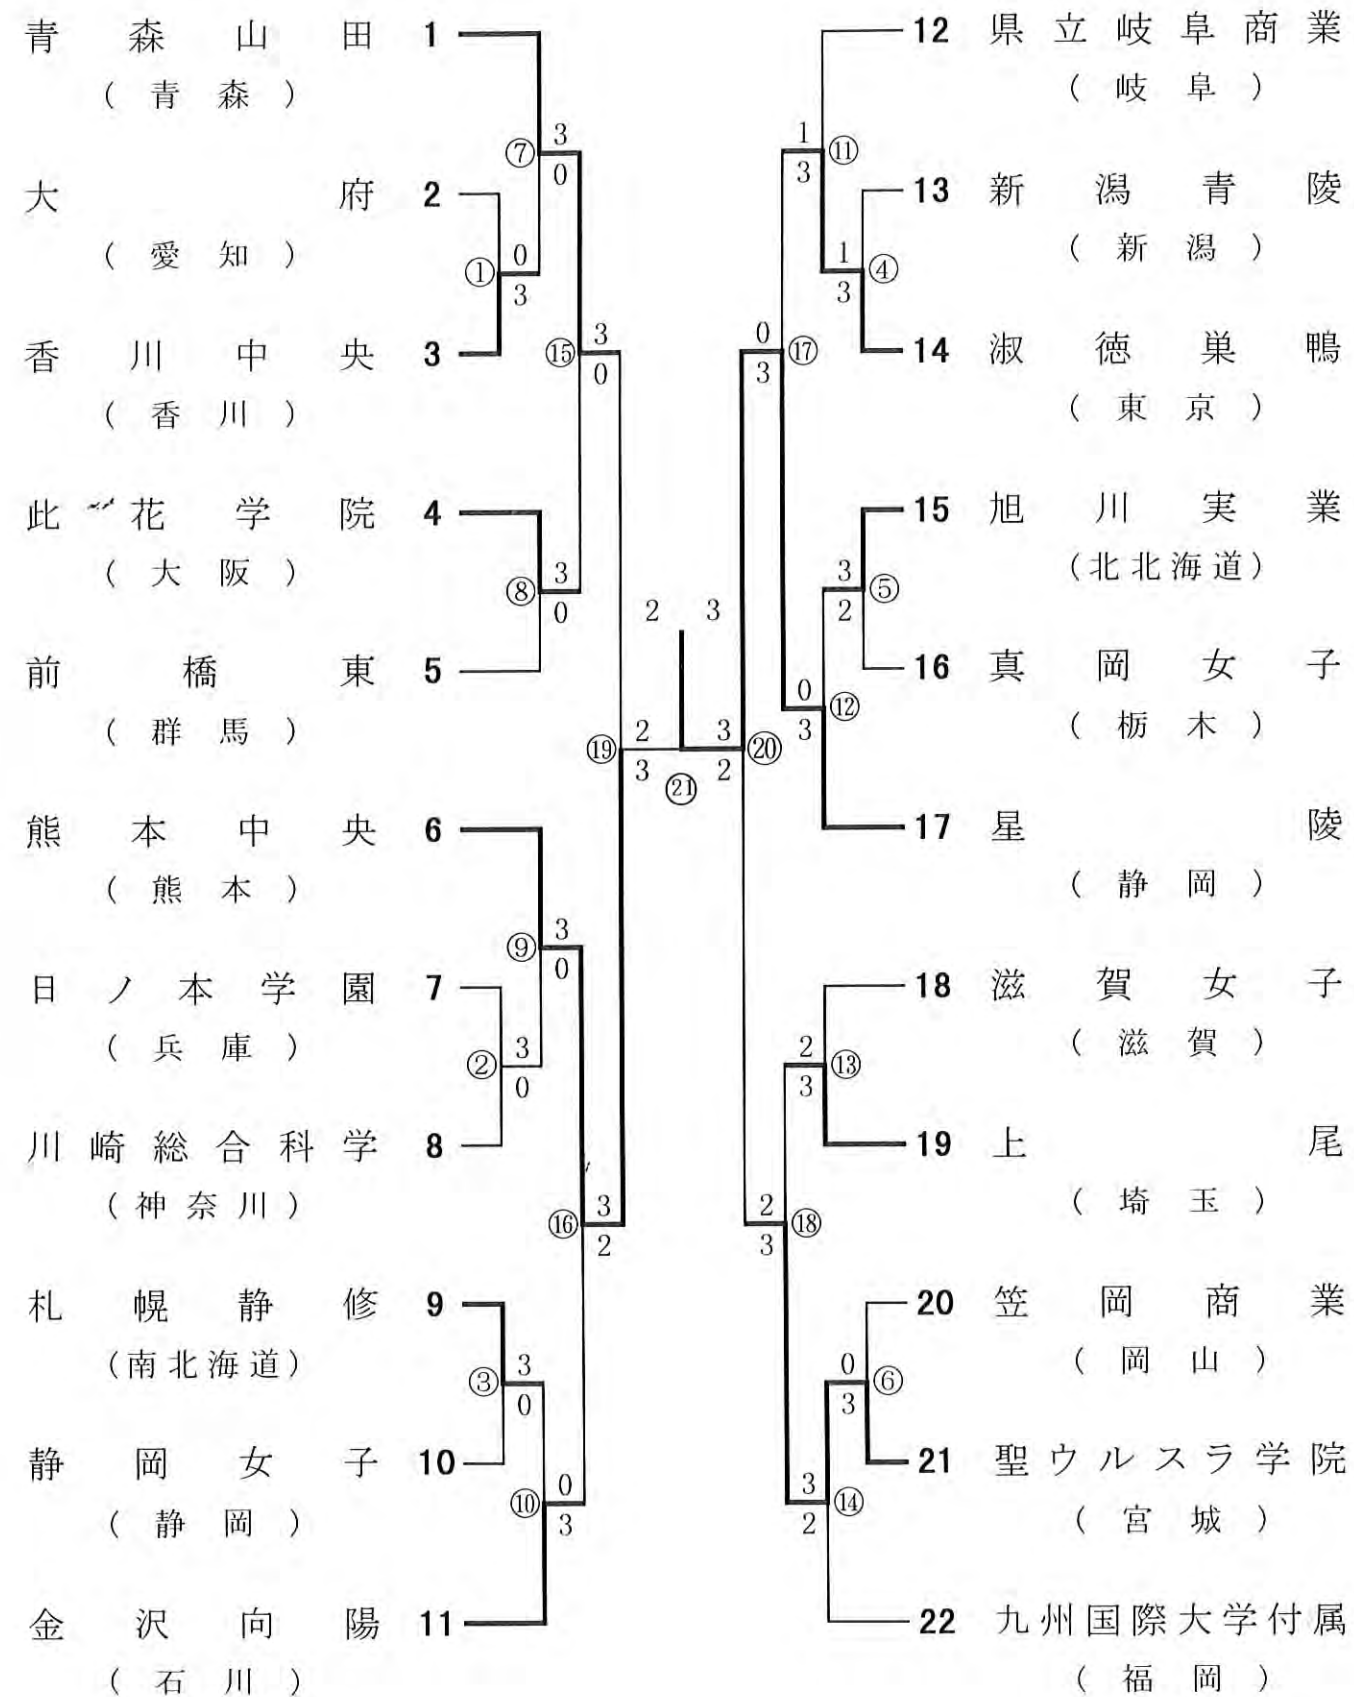 青森山田 1
(青森)
大府 2
(愛知)
香川中央 3
(香川)
此花学院 4
(大阪)
前橋東 5
(群馬)
熊本中央 6
(熊本)
日ノ本学園 7
(兵庫)
川崎総合科学 8
(神奈川)
札幌静修 9
(南北海道)
静岡女子 10
(静岡)
金沢向陽 11
(石川)
⑦ 3
0
① 0
3
⑮ 3
0
⑧ 3
0
⑲ 2
3
⑨ 3
0
② 3
0
⑯ 3
2
③ 3
0
⑩ 0
3
2 3
㉑
1 ⑪
3
1 ④
3
0 ⑰
3
3 ⑤
2
0 ⑫
3
3 ⑳
2
2 ⑬
3
2 ⑱
3
0 ⑥
3
3 ⑭
2
12 県立岐阜商業
(岐阜)
13 新潟青陵
(新潟)
14 淑徳巣鴨
(東京)
15 旭川実業
(北北海道)
16 真岡女子
(栃木)
17 星陵
(静岡)
18 滋賀女子
(滋賀)
19 上尾
(埼玉)
20 笠岡商業
(岡山)
21 聖ウルスラ学院
(宮城)
22 九州国際大学付属
(福岡)